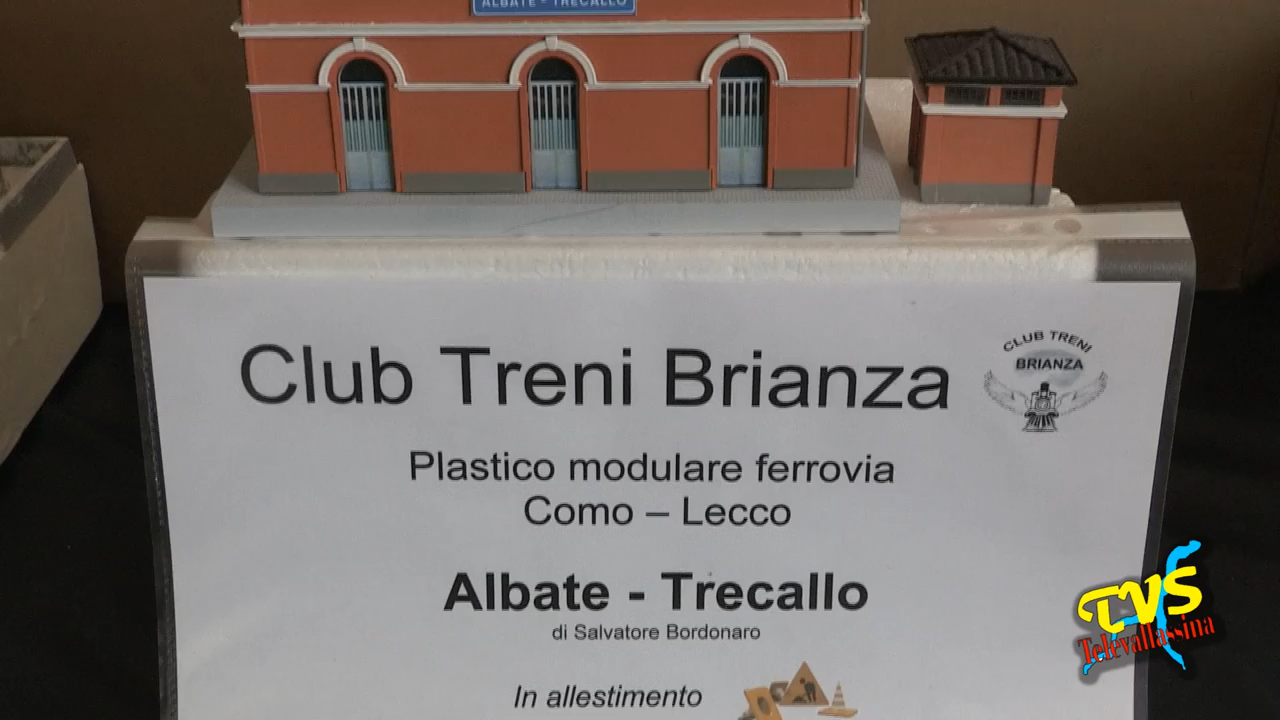 ALBATE - TRECALLO
Club Treni Brianza
CLUB TRENI
BRIANZA
Plastico modulare ferrovia
Como – Lecco
Albate - Trecallo
di Salvatore Bordonaro
In allestimento
TVS
Televallassina